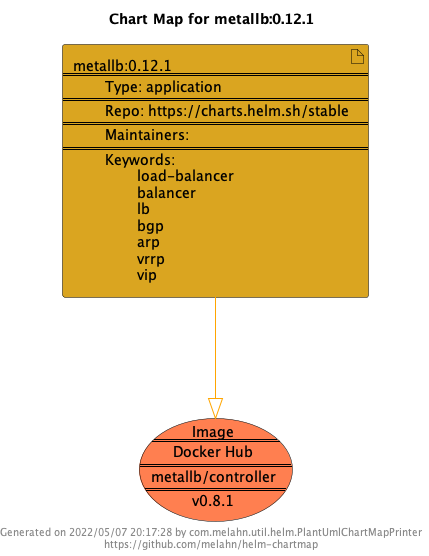 Chart Map for metallb:0.12.1
metallb:0.12.1
Type: application
Repo: https://charts.helm.sh/stable
Maintainers:
Keywords:
load-balancer
balancer
lb
bgp
arp
vrrp
vip
Image
Docker Hub
metallb/controller
v0.8.1
Generated on 2022/05/07 20:17:28 by com.melahn.util.helm.PlantUmlChartMapPrinter
https://github.com/melahn/helm-chartmap